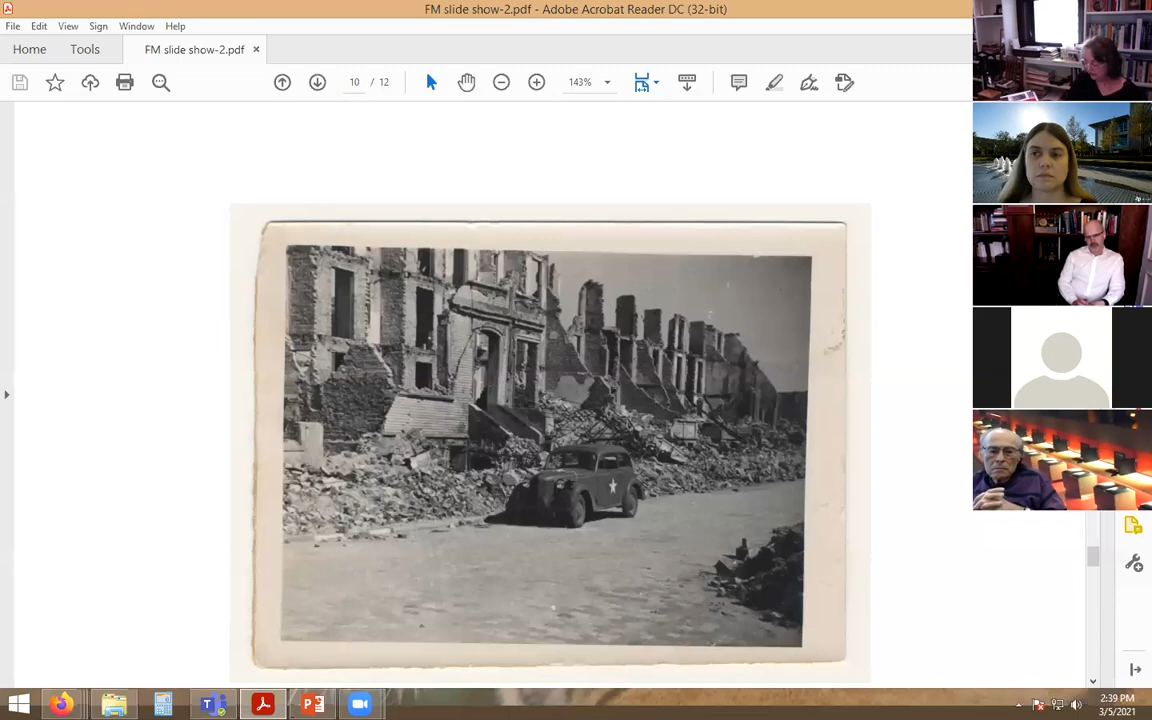 FM slide show-2.pdf - Adobe Acrobat Reader DC (32-bit)
File Edit View Sign Window Help
Home Tools FM slide show-2.pdf ×
10 / 12 143%
2:39 PM
3/5/2021